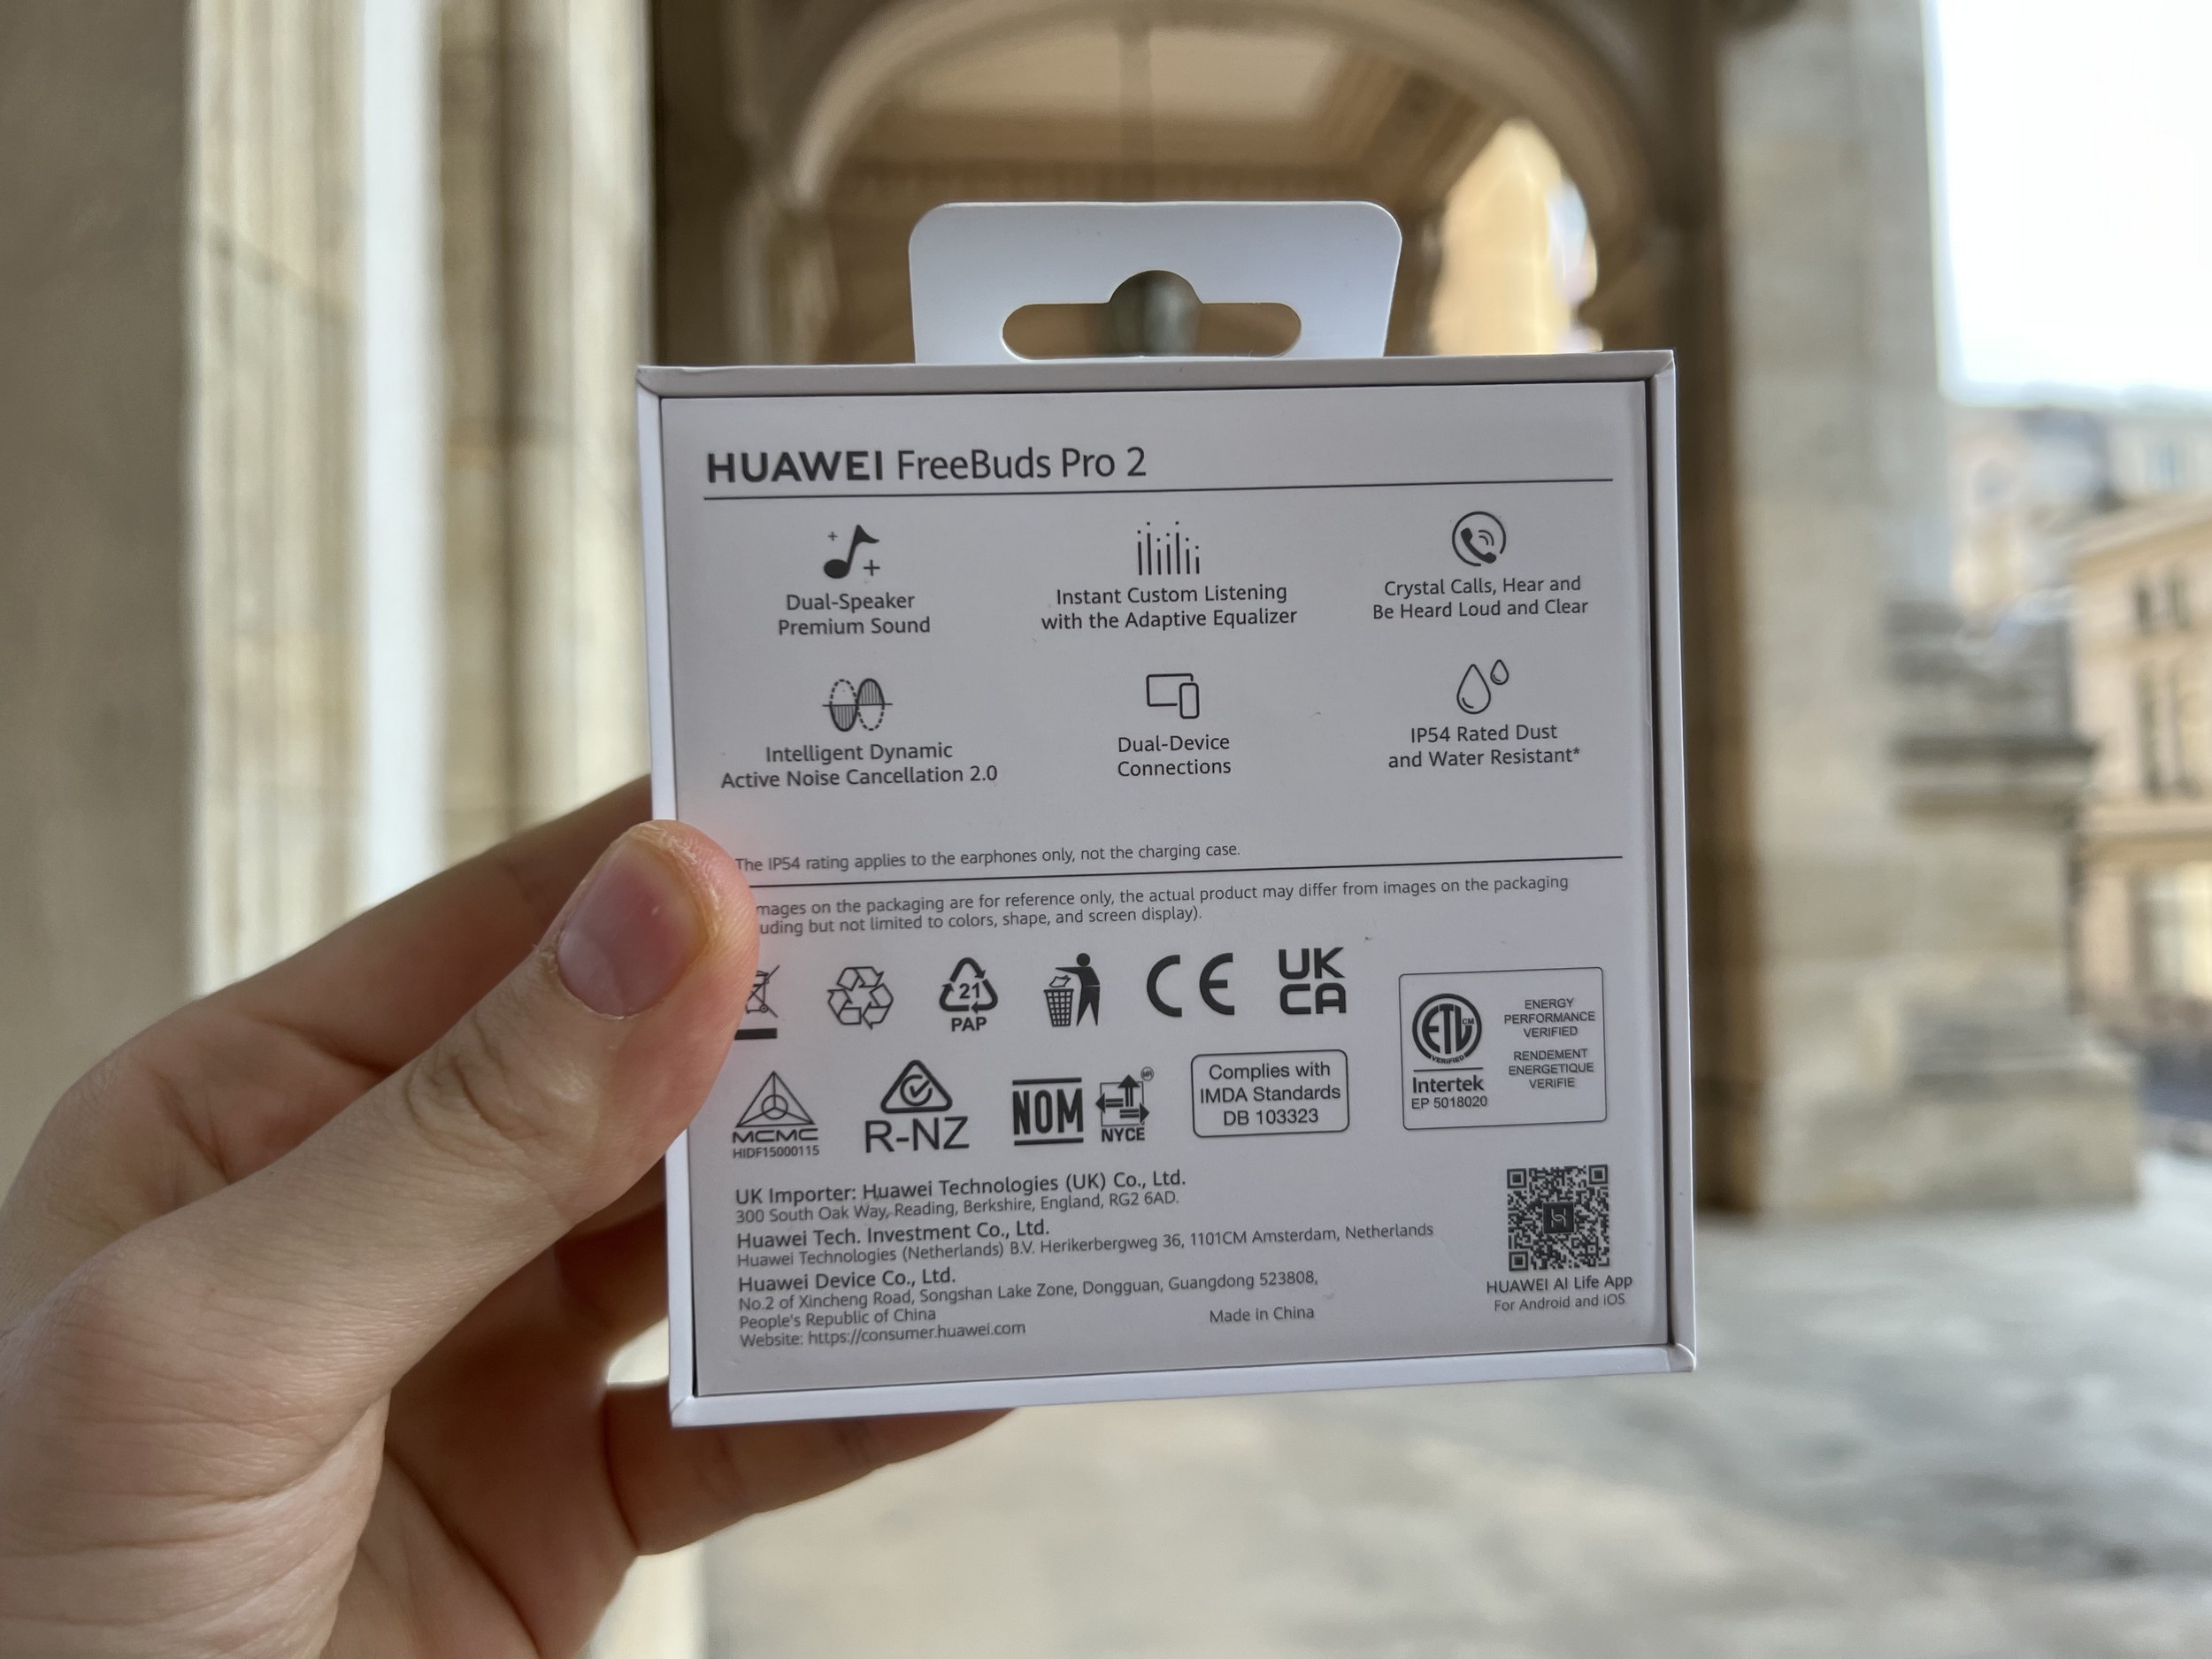 HUAWEI FreeBuds Pro 2
Dual-Speaker
Premium Sound
Instant Custom Listening
with the Adaptive Equalizer
Crystal Calls, Hear and
Be Heard Loud and Clear
Intelligent Dynamic
Active Noise Cancellation 2.0
Dual-Device
Connections
IP54 Rated Dust
and Water Resistant*
The IP54 rating applies to the earphones only, not the charging case.
on the packaging are for reference only, the actual product may differ from images on the packaging
but not limited to colors, shape, and screen display).
21
PAP
CE
UK
CA
ETL CM
VERIFIED
Intertek
EP 5018020
ENERGY
PERFORMANCE
VERIFIED
RENDEMENT
ENERGETIQUE
VERIFIE
MCMC
HIDF15000115
R-NZ
NOM
NYCE
Complies with
IMDA Standards
DB 103323
UK Importer: Huawei Technologies (UK) Co., Ltd.
300 South Oak Way, Reading, Berkshire, England, RG2 6AD.
Huawei Tech. Investment Co., Ltd.
Huawei Technologies (Netherlands) B.V. Herikerbergweg 36, 1101CM Amsterdam, Netherlands
Huawei Device Co., Ltd.
No.2 of Xincheng Road, Songshan Lake Zone, Dongguan, Guangdong 523808,
People's Republic of China
Website: https://consumer.huawei.com
Made in China
HUAWEI AI Life App
For Android and iOS